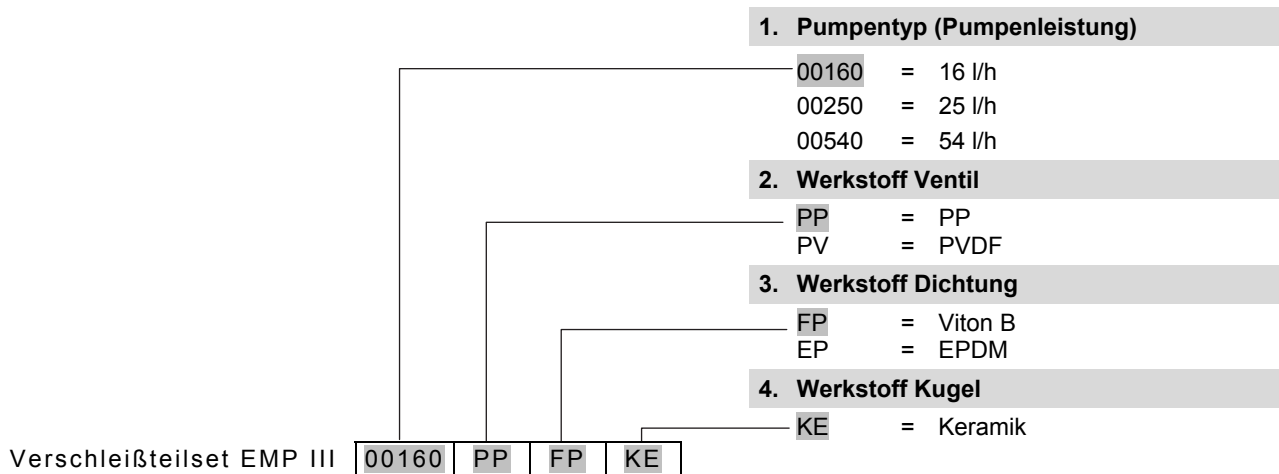 1. Pumpentyp (Pumpenleistung)
00160 = 16 l/h
00250 = 25 l/h
00540 = 54 l/h
2. Werkstoff Ventil
PP = PP
PV = PVDF
3. Werkstoff Dichtung
FP = Viton B
EP = EPDM
4. Werkstoff Kugel
KE = Keramik
Verschleißteilset EMP III 00160 PP FP KE